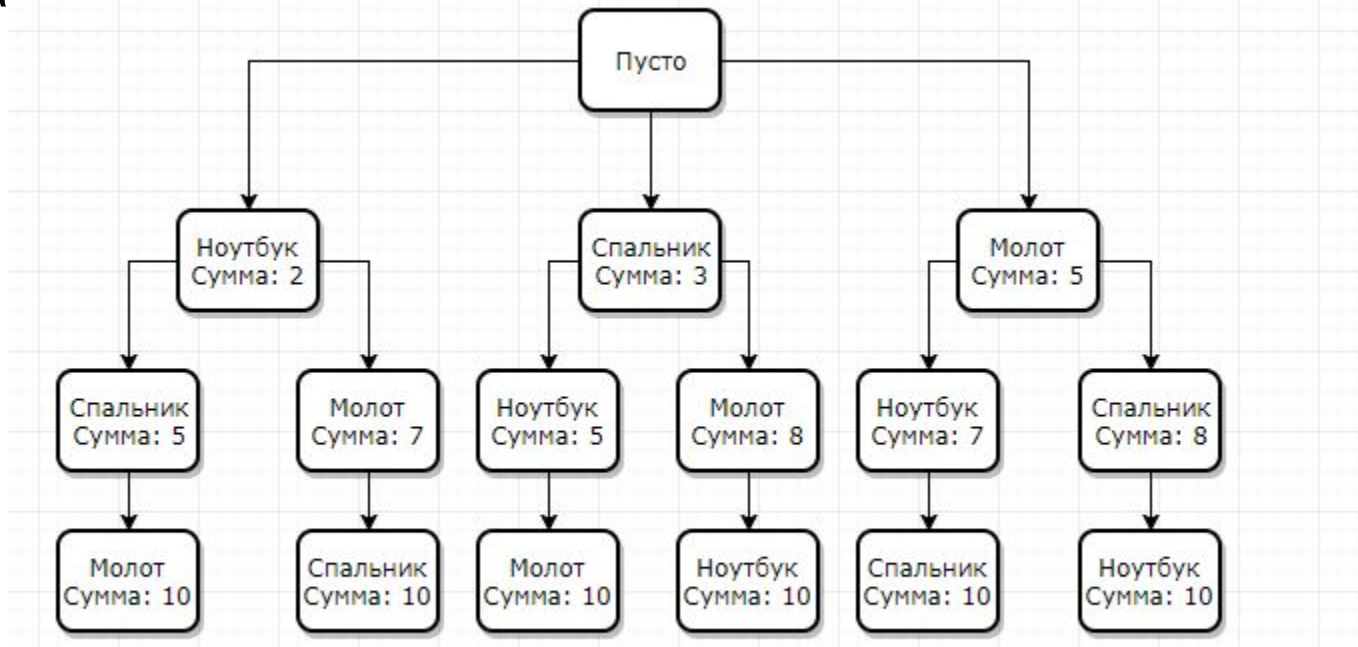 Пусто
Ноутбук
Сумма: 2
Спальник
Сумма: 3
Молот
Сумма: 5
Спальник
Сумма: 5
Молот
Сумма: 7
Ноутбук
Сумма: 5
Молот
Сумма: 8
Ноутбук
Сумма: 7
Спальник
Сумма: 8
Молот
Сумма: 10
Спальник
Сумма: 10
Молот
Сумма: 10
Ноутбук
Сумма: 10
Спальник
Сумма: 10
Ноутбук
Сумма: 10